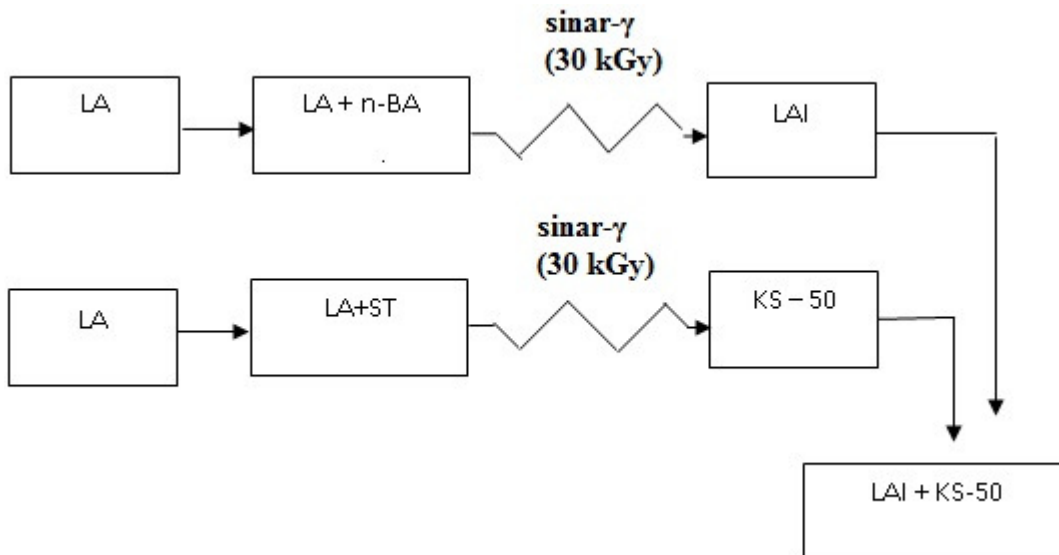 sinar-γ
(30 kGy)
LA
LA + n-BA
.
LAI
sinar-γ
(30 kGy)
LA
LA+ST
KS – 50
LAI + KS-50